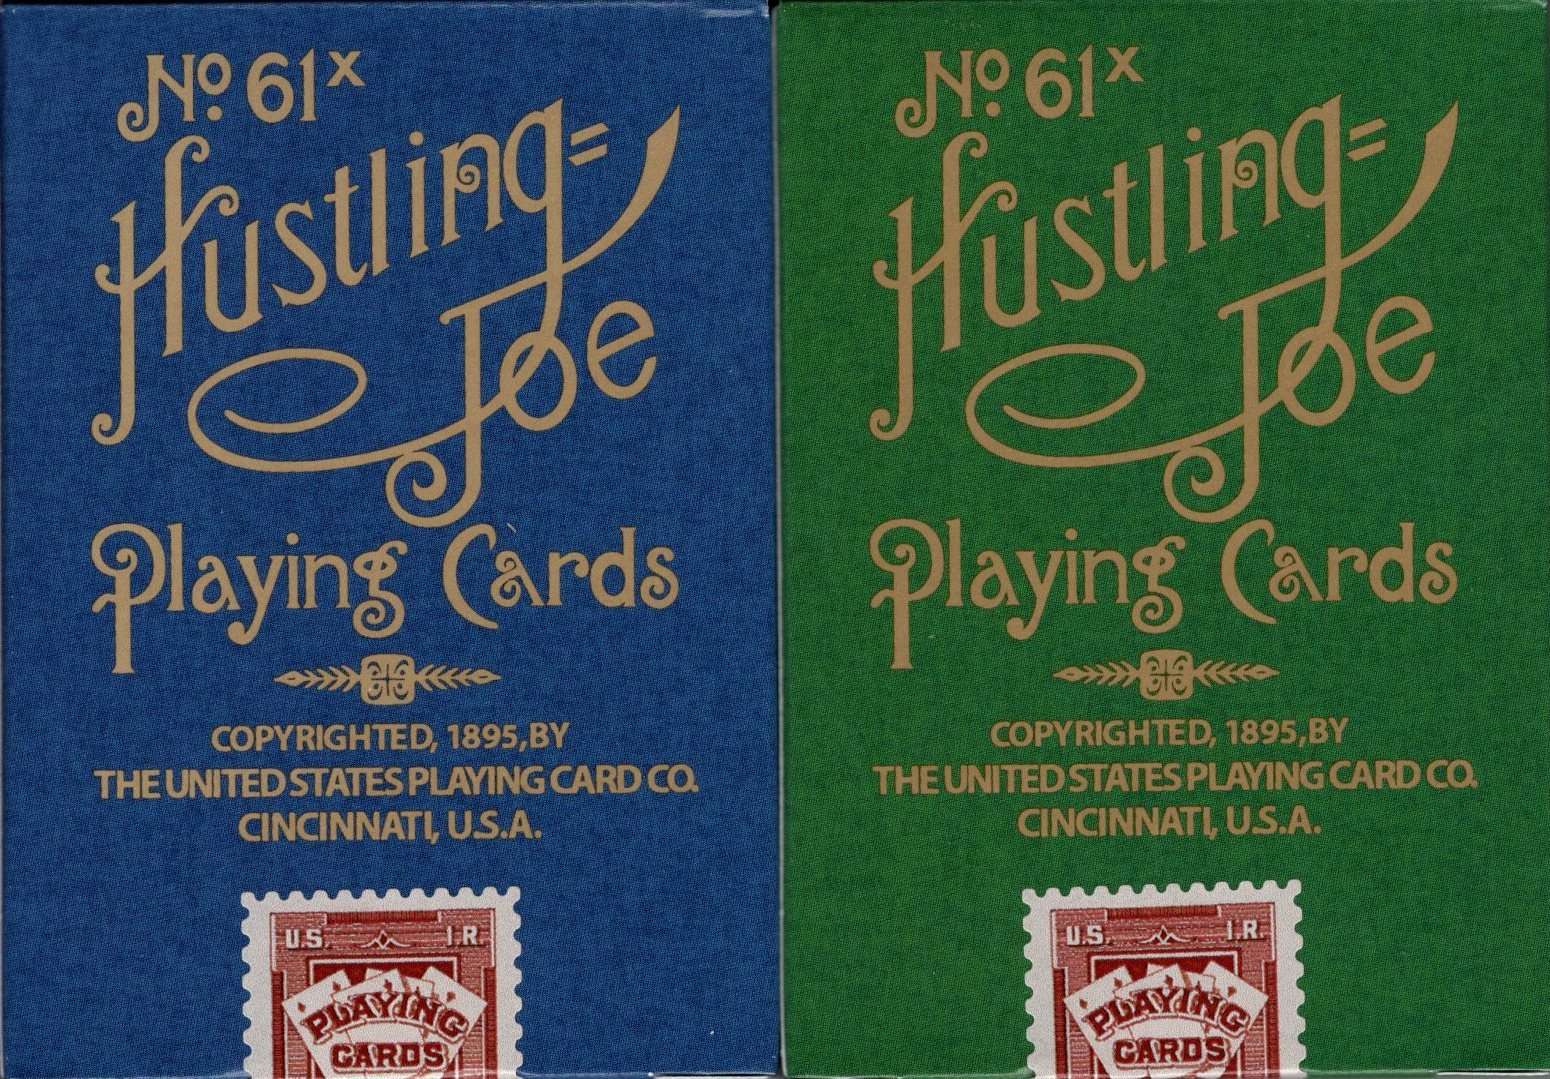 No 61x
Hustling=
Joe
Playing Cards
COPYRIGHTED, 1895, BY
THE UNITED STATES PLAYING CARD CO.
CINCINNATI, U.S.A.
U.S. I.R.
PLAYING
CARDS
No 61x
Hustling=
Joe
Playing Cards
COPYRIGHTED, 1895, BY
THE UNITED STATES PLAYING CARD CO.
CINCINNATI, U.S.A.
U.S. I.R.
PLAYING
CARDS